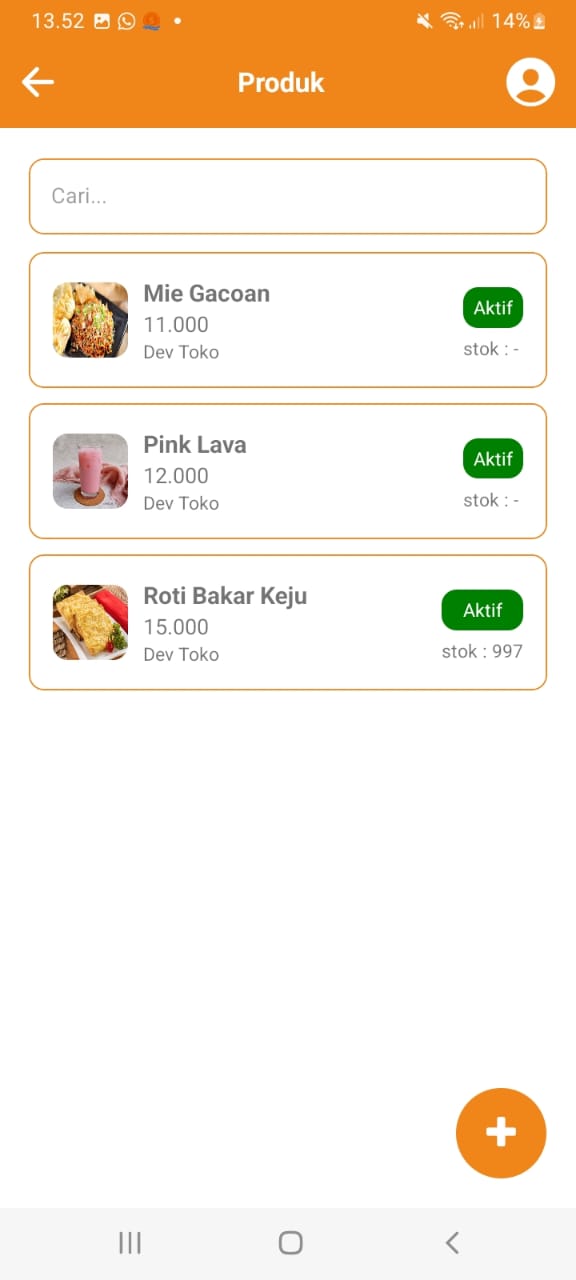 13.52
14%
Produk
Cari...
Mie Gacoan
11.000
Dev Toko
Aktif
stok : -
Pink Lava
12.000
Dev Toko
Aktif
stok : -
Roti Bakar Keju
15.000
Dev Toko
Aktif
stok : 997